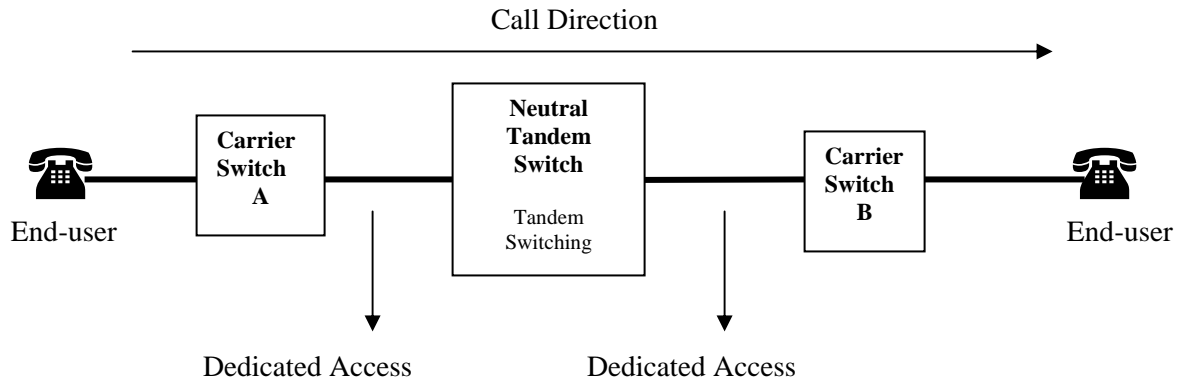 Call Direction
Neutral
Tandem
Switch
Tandem
Switching
Carrier
Switch
A
Carrier
Switch
B
End-user
End-user
Dedicated Access
Dedicated Access